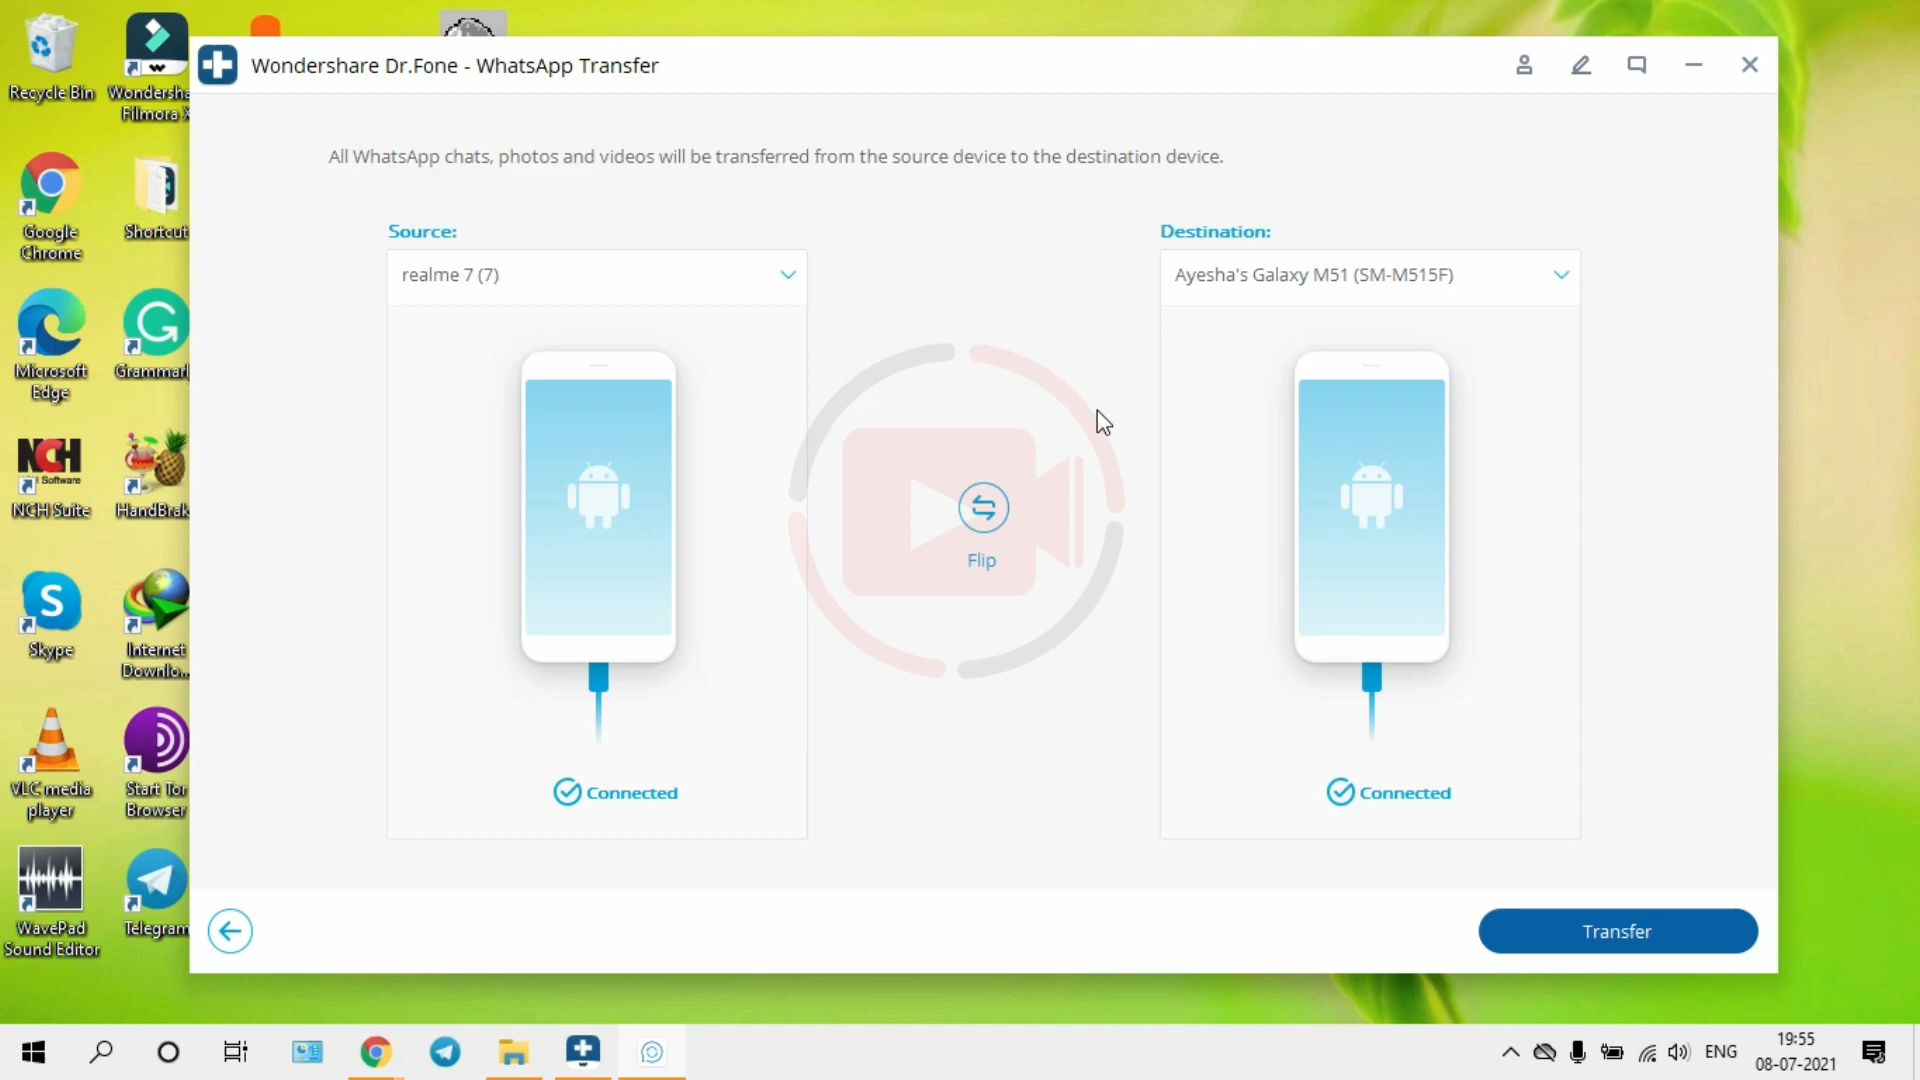 Wondershare Dr.Fone - WhatsApp Transfer
All WhatsApp chats, photos and videos will be transferred from the source device to the destination device.
Source:
realme 7 (7)
Connected
Flip
Destination:
Ayesha's Galaxy M51 (SM-M515F)
Connected
Transfer
Recycle Bin
Wondersha
Filmora X
Google
Chrome
Shortcut
Microsoft
Edge
Grammarl
NCH
Software
NCH Suite
HandBrak
Skype
Internet
Downlo...
VLC media
player
Start Tor
Browser
WavePad
Sound Editor
Telegram
ENG
19:55
08-07-2021